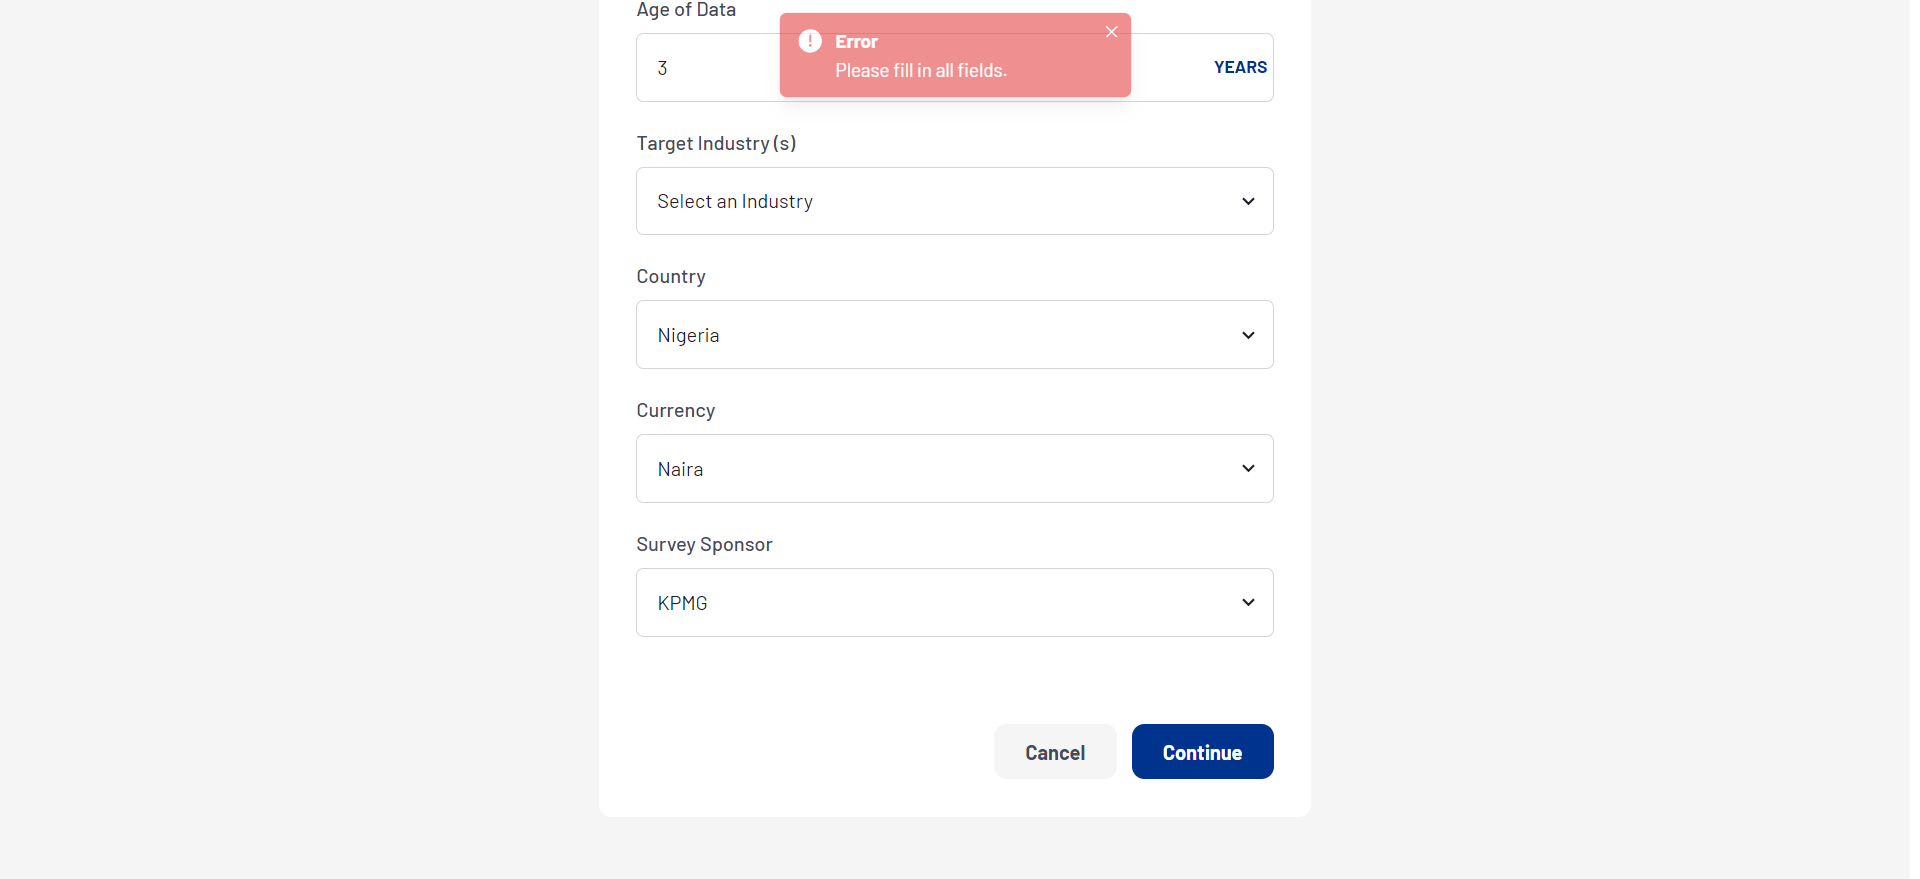 Age of Data
Error
Please fill in all fields.
3
YEARS
Target Industry (s)
Select an Industry
Country
Nigeria
Currency
Naira
Survey Sponsor
KPMG
Cancel
Continue